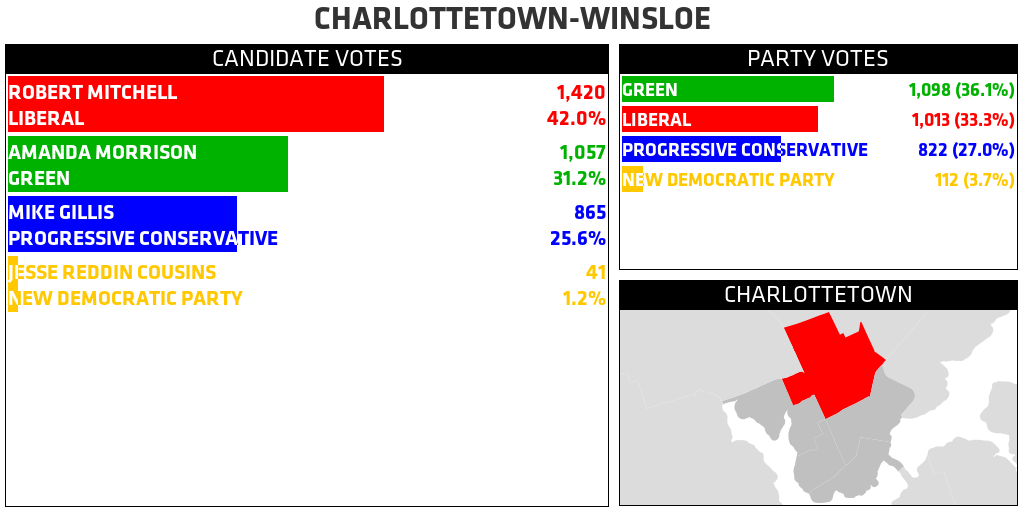 CHARLOTTETOWN-WINSLOE
CANDIDATE VOTES
ROBERT MITCHELL 1,420
LIBERAL 42.0%
AMANDA MORRISON 1,057
GREEN 31.2%
MIKE GILLIS 865
PROGRESSIVE CONSERVATIVE 25.6%
JESSE REDDIN COUSINS 41
NEW DEMOCRATIC PARTY 1.2%
PARTY VOTES
GREEN 1,098 (36.1%)
LIBERAL 1,013 (33.3%)
PROGRESSIVE CONSERVATIVE 822 (27.0%)
NEW DEMOCRATIC PARTY 112 (3.7%)
CHARLOTTETOWN